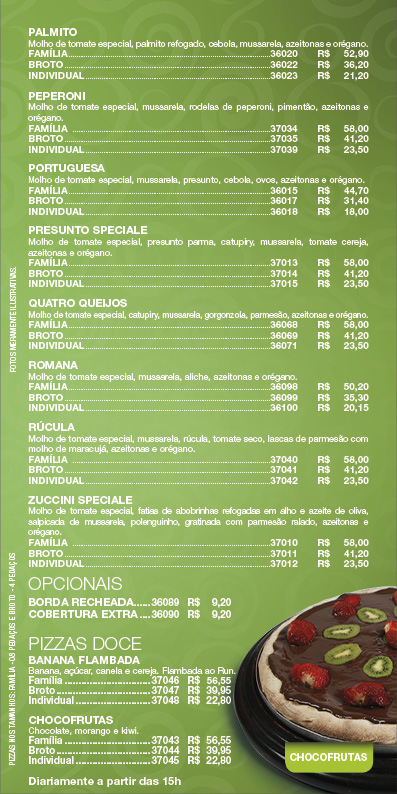 PALMITO
Molho de tomate especial, palmito refogado, cebola, mussarela, azeitonas e orégano.
FAMÍLIA........36020 R$ 52,90
BROTO........36022 R$ 36,20
INDIVIDUAL........36023 R$ 21,20
PEPERONI
Molho de tomate especial, mussarela, rodelas de peperoni, pimentão, azeitonas e
orégano.
FAMÍLIA ........37034 R$ 58,00
BROTO........37035 R$ 41,20
INDIVIDUAL........37039 R$ 23,50
PORTUGUESA
Molho de tomate especial, mussarela, presunto, cebola, ovos, azeitonas e orégano.
FAMÍLIA........36015 R$ 44,70
BROTO........36017 R$ 31,40
INDIVIDUAL........36018 R$ 18,00
PRESUNTO SPECIALE
Molho de tomate especial, presunto parma, catupiry, mussarela, tomate cereja,
azeitonas e orégano.
FAMÍLIA........37013 R$ 58,00
BROTO........37014 R$ 41,20
INDIVIDUAL........37015 R$ 23,50
QUATRO QUEIJOS
Molho de tomate especial, catupiry, mussarela, gorgonzola, parmesão, azeitonas e orégano.
FAMÍLIA........36068 R$ 58,00
BROTO........36069 R$ 41,20
INDIVIDUAL........36071 R$ 23,50
ROMANA
Molho de tomate especial, mussarela, aliche, azeitonas e orégano.
FAMÍLIA........36098 R$ 50,20
BROTO........36099 R$ 35,30
INDIVIDUAL........36100 R$ 20,15
RÚCULA
Molho de tomate especial, mussarela, rúcula, tomate seco, lascas de parmesão com
molho de maracujá, azeitonas e orégano.
FAMÍLIA ........37040 R$ 58,00
BROTO........37041 R$ 41,20
INDIVIDUAL........37042 R$ 23,50
ZUCCINI SPECIALE
Molho de tomate especial, fatias de abobrinhas refogadas em alho e azeite de oliva,
salpicada de mussarela, polenguinho, gratinada com parmesão ralado, azeitonas e
orégano.
FAMÍLIA ........37010 R$ 58,00
BROTO........37011 R$ 41,20
INDIVIDUAL........37012 R$ 23,50
OPCIONAIS
BORDA RECHEADA......36089 R$ 9,20
COBERTURA EXTRA....36090 R$ 9,20
PIZZAS DOCE
BANANA FLAMBADA
Banana, açúcar, canela e cereja. Flambada ao Run.
Família........37046 R$ 56,55
Broto........37047 R$ 39,95
Individual........37048 R$ 22,80
CHOCOFRUTAS
Chocolate, morango e kiwi.
Família........37043 R$ 56,55
Broto........37044 R$ 39,95
Individual........37045 R$ 22,80
Diariamente a partir das 15h
CHOCOFRUTAS
FOTOS MERAMENTE ILUSTRATIVAS.
PIZZAS NOS TAMANHOS: FAMÍLIA - 08 PEDAÇOS E BROTO - 4 PEDAÇOS